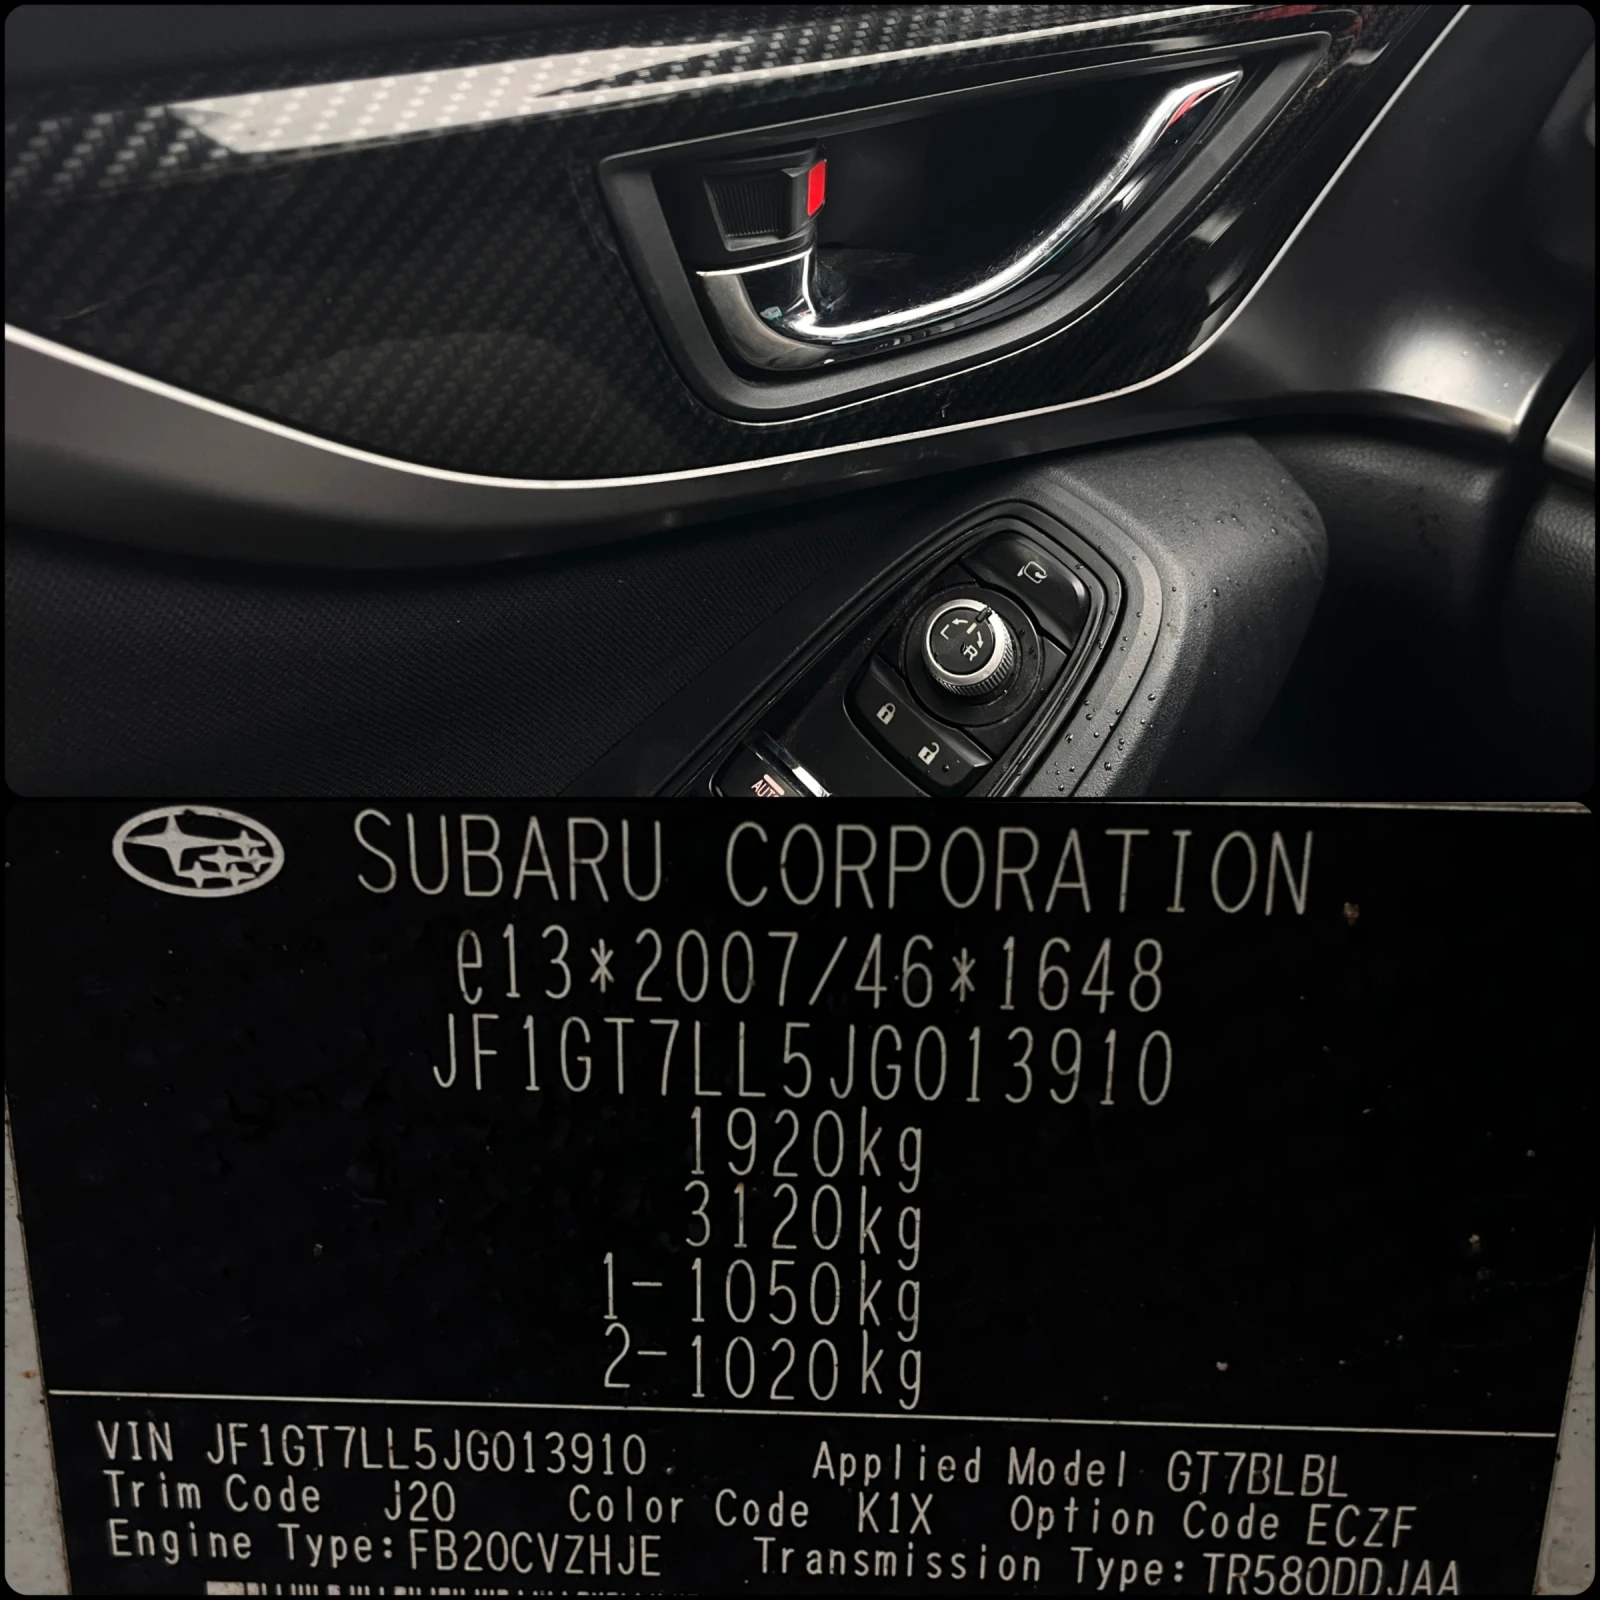 L R
AUTO
SUBARU CORPORATION
e13*2007/46*1648
JF1GT7LL5JG013910
1920kg
3120kg
1-1050kg
2-1020kg
VIN JF1GT7LL5JG013910 Applied Model GT7BLBL
Trim Code J20 Color Code K1X Option Code ECZF
Engine Type:FB20CVZHJE Transmission Type:TR580DDJAA